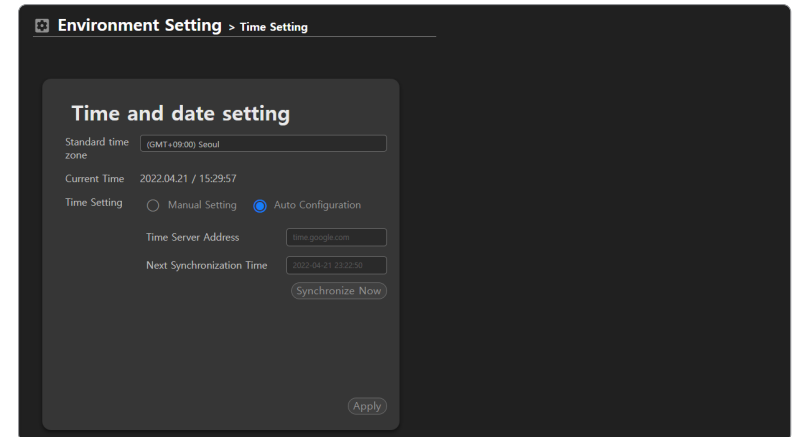 Environment Setting > Time Setting
Time and date setting
Standard time zone
(GMT+09:00) Seoul
Current Time 2022.04.21 / 15:29:57
Time Setting Manual Setting Auto Configuration
Time Server Address time.google.com
Next Synchronization Time 2022-04-21 23:22:50
Synchronize Now
Apply